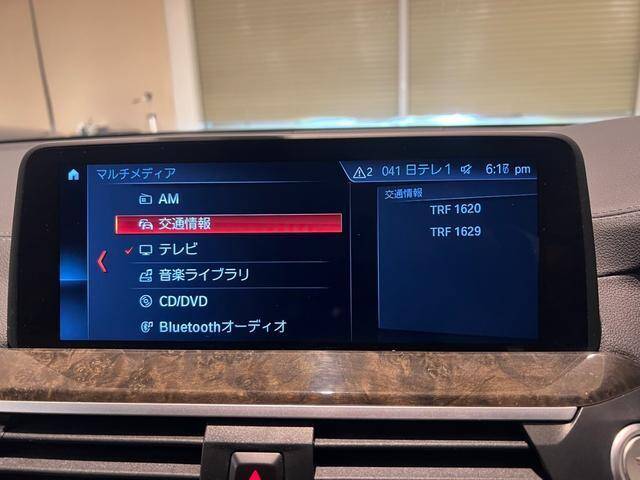 マルチメディア
2 041 日テレ1 6:17 pm
AM
交通情報
テレビ
音楽ライブラリ
CD/DVD
Bluetoothオーディオ
交通情報
TRF 1620
TRF 1629